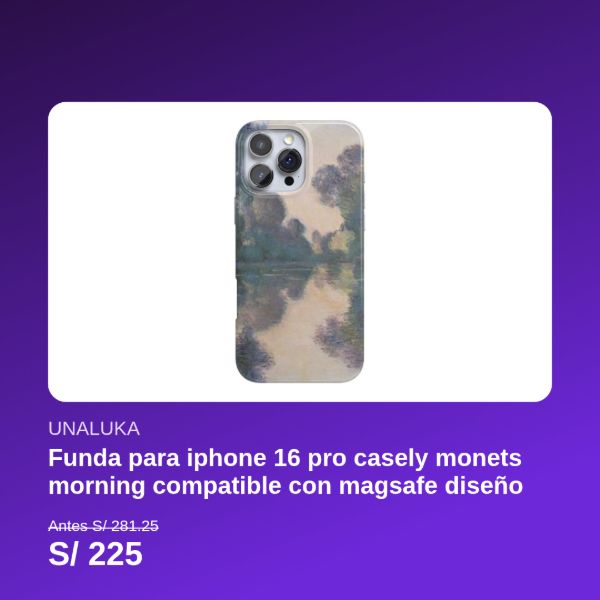 UNALUKA
Funda para iphone 16 pro casely monets
morning compatible con magsafe diseño
Antes S/ 281.25
S/ 225